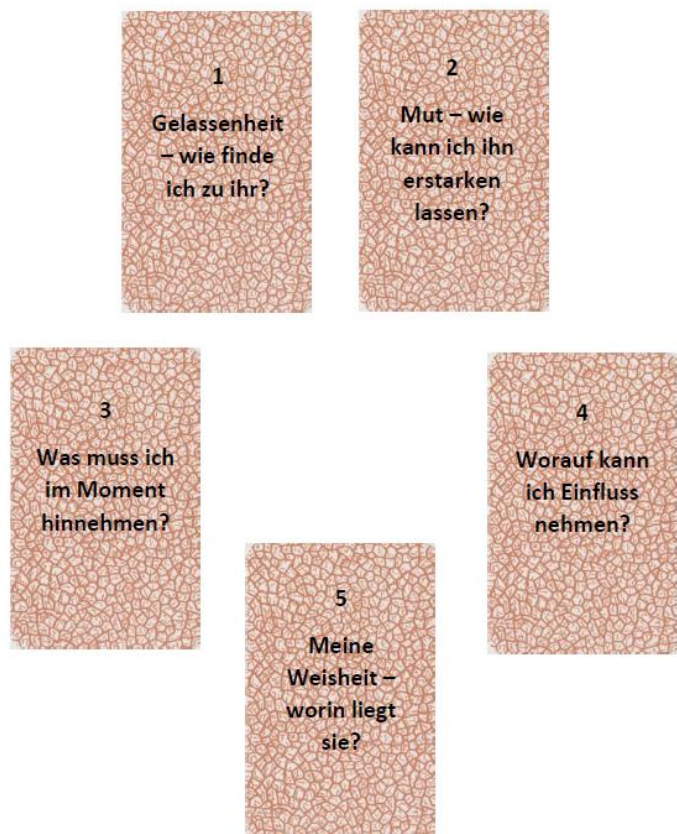 1
Gelassenheit
– wie finde
ich zu ihr?
2
Mut – wie
kann ich ihn
erstarken
lassen?
3
Was muss ich
im Moment
hinnehmen?
4
Worauf kann
ich Einfluss
nehmen?
5
Meine
Weisheit –
worin liegt
sie?